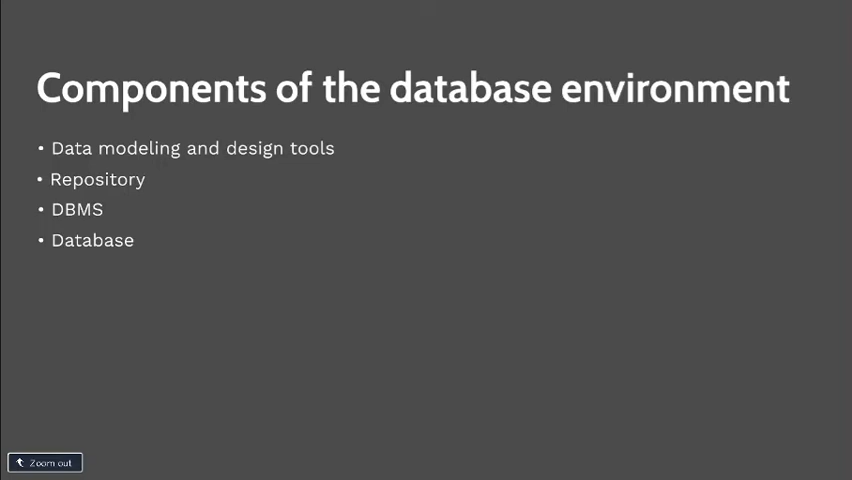 Components of the database environment
• Data modeling and design tools
• Repository
• DBMS
• Database
Zoom out